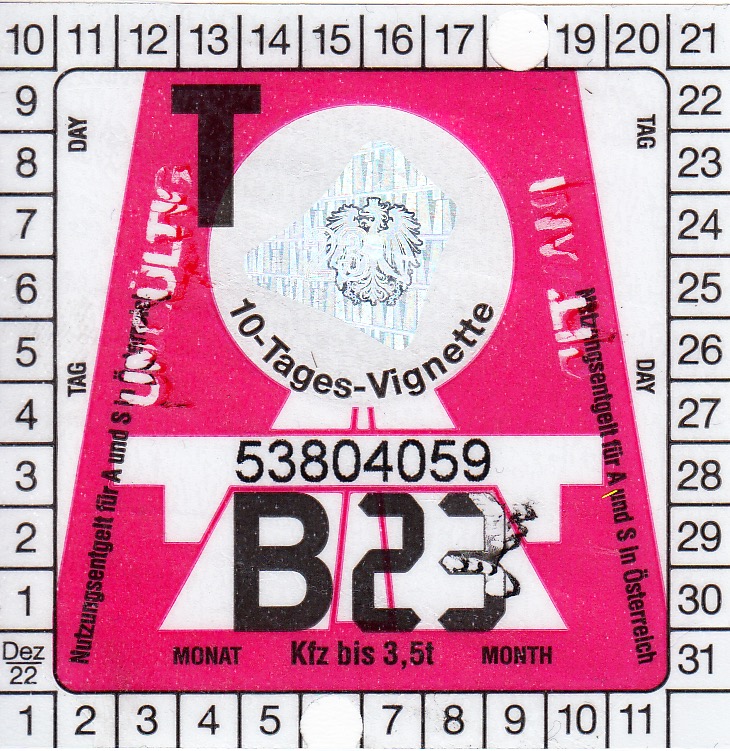 10 11 12 13 14 15 16 17 19 20 21
9 22
8 23
7 24
6 25
5 26
4 27
3 28
2 29
1 30
Dez
22
31
1 2 3 4 5 7 8 9 10 11
DAY
TAG
T
TAG
DAY
UNGÜLTIG
10-Tages-Vignette
Nutzungsentgelt für A und S in Österreich
Nutzungsentgelt für A und S in Österreich
53804059
B23
MONAT Kfz bis 3,5t MONTH